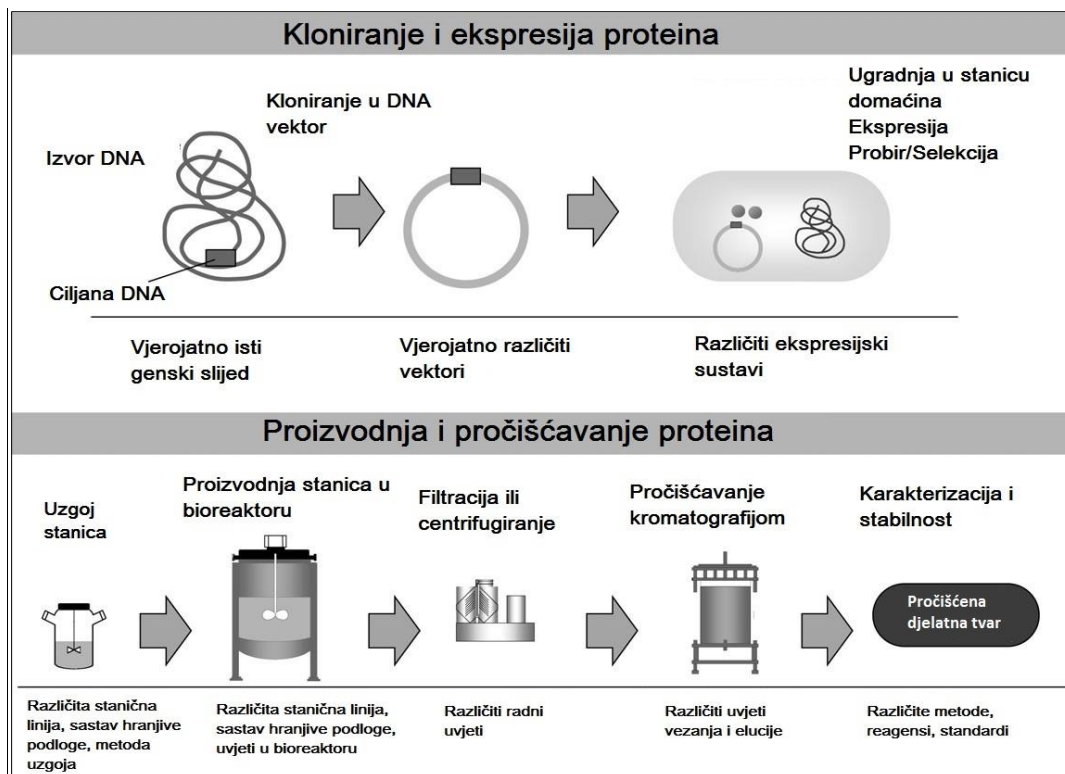 Kloniranje i ekspresija proteina
Izvor DNA
Kloniranje u DNA
vektor
Ugradnja u stanicu
domaćina
Ekspresija
Probir/Selekcija
Ciljana DNA
Vjerojatno isti
genski slijed
Vjerojatno različiti
vektori
Različiti ekspresijski
sustavi
Proizvodnja i pročišćavanje proteina
Uzgoj
stanica
Proizvodnja stanica u
bioreaktoru
Filtracija ili
centrifugiranje
Pročišćavanje
kromatografijom
Karakterizacija i
stabilnost
Pročišćena
djelatna tvar
Različita stanična
linija, sastav hranjive
podloge, metoda
uzgoja
Različita stanična linija,
sastav hranjive podloge,
uvjeti u bioreaktoru
Različiti radni
uvjeti
Različiti uvjeti
vezanja i elucije
Različite metode,
reagensi, standardi